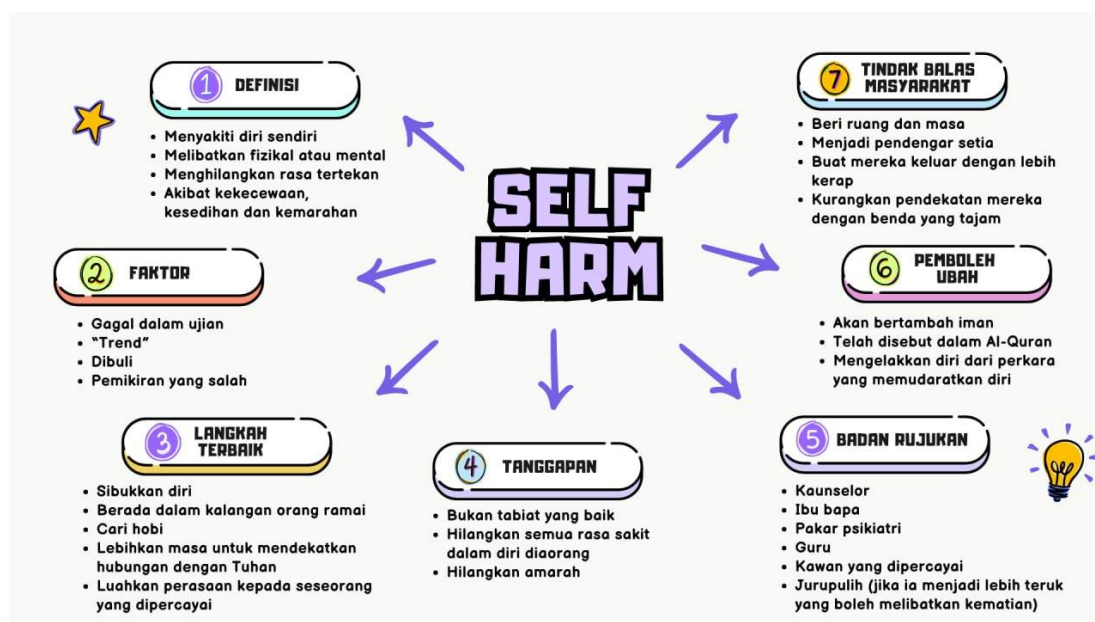 SELF
HARM
1 DEFINISI
• Menyakiti diri sendiri
• Melibatkan fizikal atau mental
• Menghilangkan rasa tertekan
• Akibat kekecewaan,
kesedihan dan kemarahan
2 FAKTOR
• Gagal dalam ujian
• “Trend”
• Dibuli
• Pemikiran yang salah
3 LANGKAH
TERBAIK
• Sibukkan diri
• Berada dalam kalangan orang ramai
• Cari hobi
• Lebihkan masa untuk mendekatkan
hubungan dengan Tuhan
• Luahkan perasaan kepada seseorang
yang dipercayai
4 TANGGAPAN
• Bukan tabiat yang baik
• Hilangkan semua rasa sakit
dalam diri diaorang
• Hilangkan amarah
5 BADAN RUJUKAN
• Kaunselor
• Ibu bapa
• Pakar psikiatri
• Guru
• Kawan yang dipercayai
• Jurupulih (jika ia menjadi lebih teruk
yang boleh melibatkan kematian)
6 PEMBOLEH
UBAH
• Akan bertambah iman
• Telah disebut dalam Al-Quran
• Mengelakkan diri dari perkara
yang memudaratkan diri
7 TINDAK BALAS
MASYARAKAT
• Beri ruang dan masa
• Menjadi pendengar setia
• Buat mereka keluar dengan lebih
kerap
• Kurangkan pendekatan mereka
dengan benda yang tajam